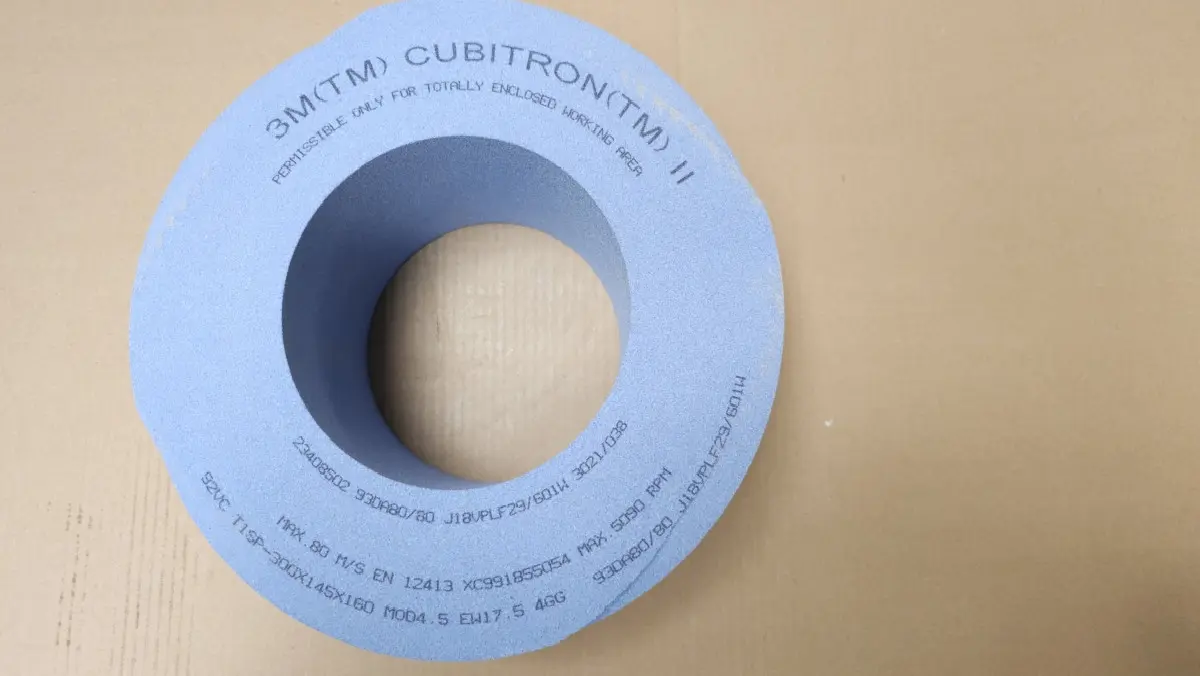 3M(TM) CUBITRON(TM) II
PERMISSIBLE ONLY FOR TOTALLY ENCLOSED WORKING AREA
23408502 93DA80/80 J18VPLF29/601W 3021/038
MAX.80 M/S EN 12413 XC991855054 MAX.5090 RPM
92VC T1SP-300X145X160 MOD4.5 EW17.5 4GG
93DA80/80 J18VPLF29/601W